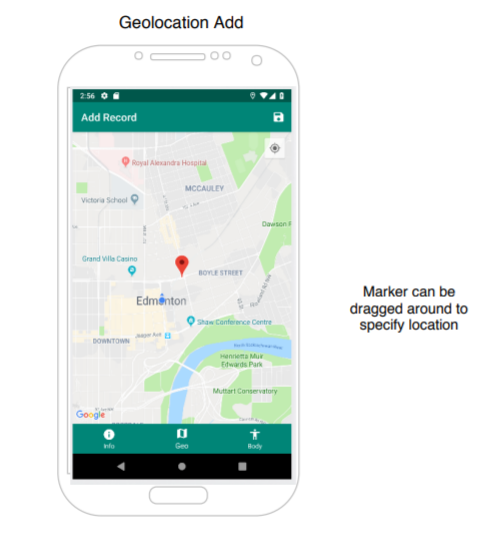 Geolocation Add
2:56
Add Record
Royal Alexandra Hospital
MCCAULEY
Victoria School
Dawson P
Grand Villa Casino
BOYLE STREET
Edmonton
Shaw Conference Centre
Jasper Ave
DOWNTOWN
Henrietta Muir
Edwards Park
Muttart Conservatory
Google
Info
Geo
Body
Marker can be
dragged around to
specify location